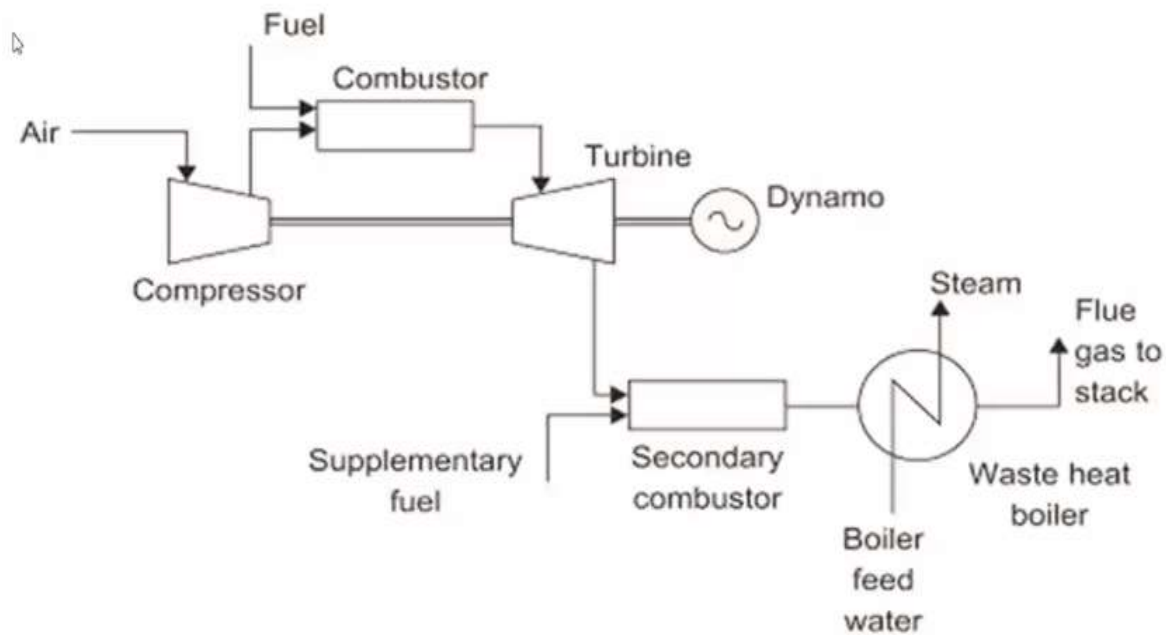 Fuel
Combustor
Air
Turbine
Dynamo
Compressor
Steam
Flue
gas to
stack
Supplementary
fuel
Secondary
combustor
Waste heat
boiler
Boiler
feed
water